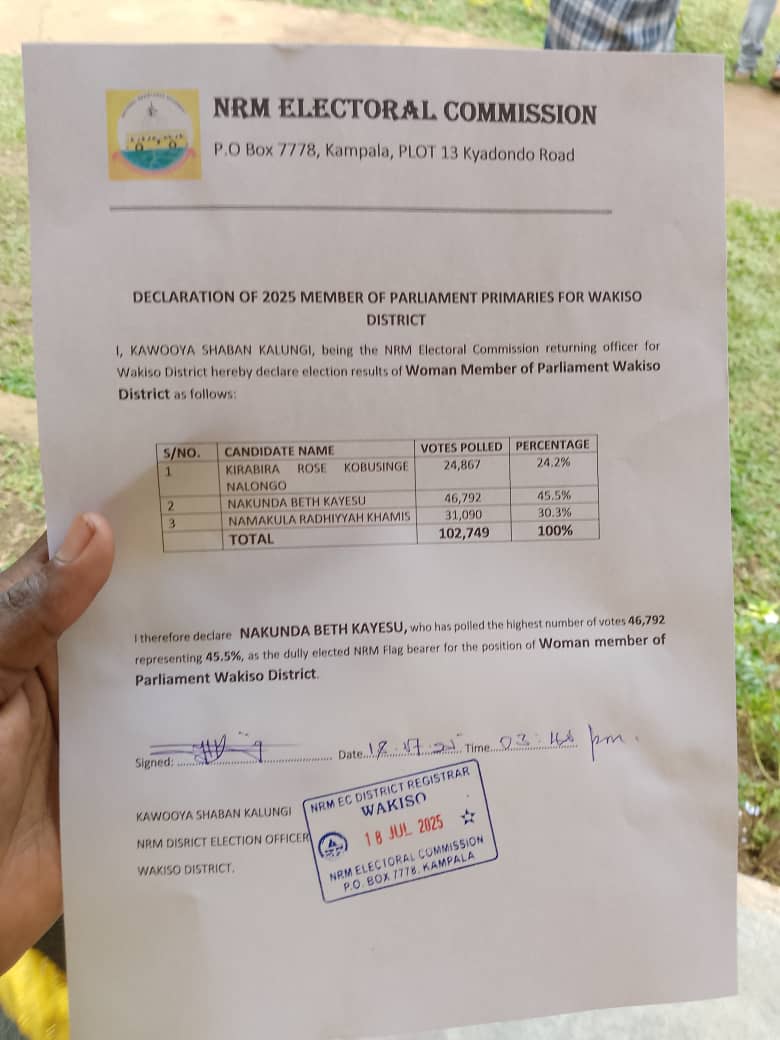 NRM ELECTORAL COMMISSION
P.O Box 7778, Kampala, PLOT 13 Kyadondo Road
DECLARATION OF 2025 MEMBER OF PARLIAMENT PRIMARIES FOR WAKISO
DISTRICT
I, KAWOOYA SHABAN KALUNGI, being the NRM Electoral Commission returning officer for
Wakiso District hereby declare election results of Woman Member of Parliament Wakiso
District as follows:
S/NO. CANDIDATE NAME VOTES POLLED PERCENTAGE
1 KIRABIRA ROSE KOBUSINGE 24,867 24.2%
NALONGO
2 NAKUNDA BETH KAYESU 46,792 45.5%
3 NAMAKULA RADHIYYAH KHAMIS 31,090 30.3%
TOTAL 102,749 100%
I therefore declare NAKUNDA BETH KAYESU, who has polled the highest number of votes 46,792
representing 45.5%, as the dully elected NRM Flag bearer for the position of Woman member of
Parliament Wakiso District.
Signed: Date Time 03: pm.
KAWOOYA SHABAN KALUNGI
NRM DISRICT ELECTION OFFICER
WAKISO DISTRICT.
NRM EC DISTRICT REGISTRAR
WAKISO
18 JUL 2025
NRM ELECTORAL COMMISSION
P.O. BOX 7778, KAMPALA